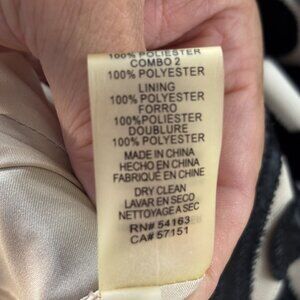 100% POLIESTER
COMBO 2
100% POLYESTER
LINING
100% POLYESTER
FORRO
100%POLIESTER
DOUBLURE
100% POLYESTER
MADE IN CHINA
HECHO EN CHINA
FABRIQUÉ EN CHINE
DRY CLEAN
LAVAR EN SECO
NETTOYAGE A SEC
RN# 54163
CA# 57151